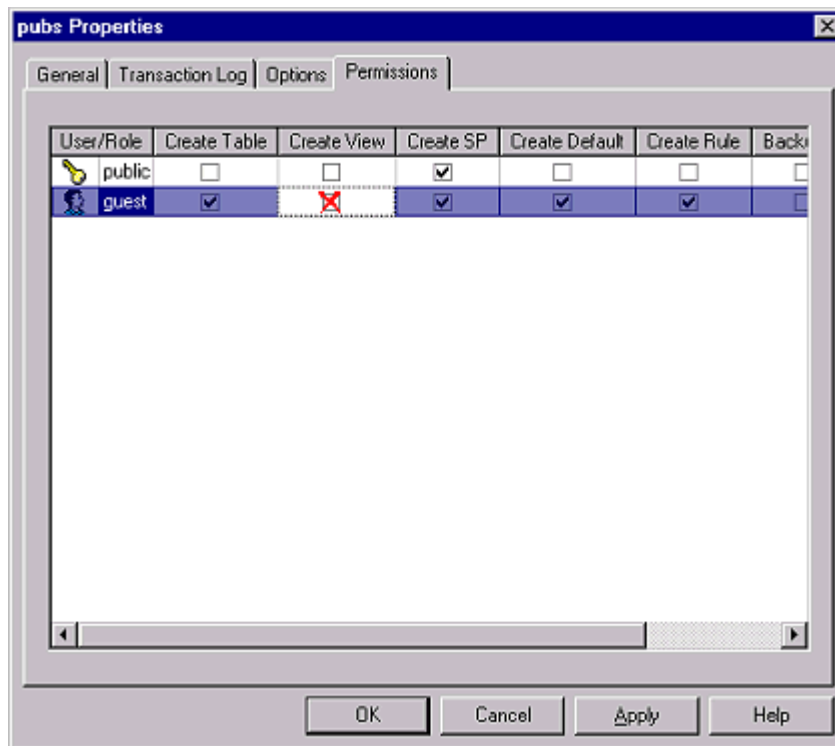 pubs Properties
General Transaction Log Options Permissions
User/Role Create Table Create View Create SP Create Default Create Rule
public
guest
OK Cancel Apply Help